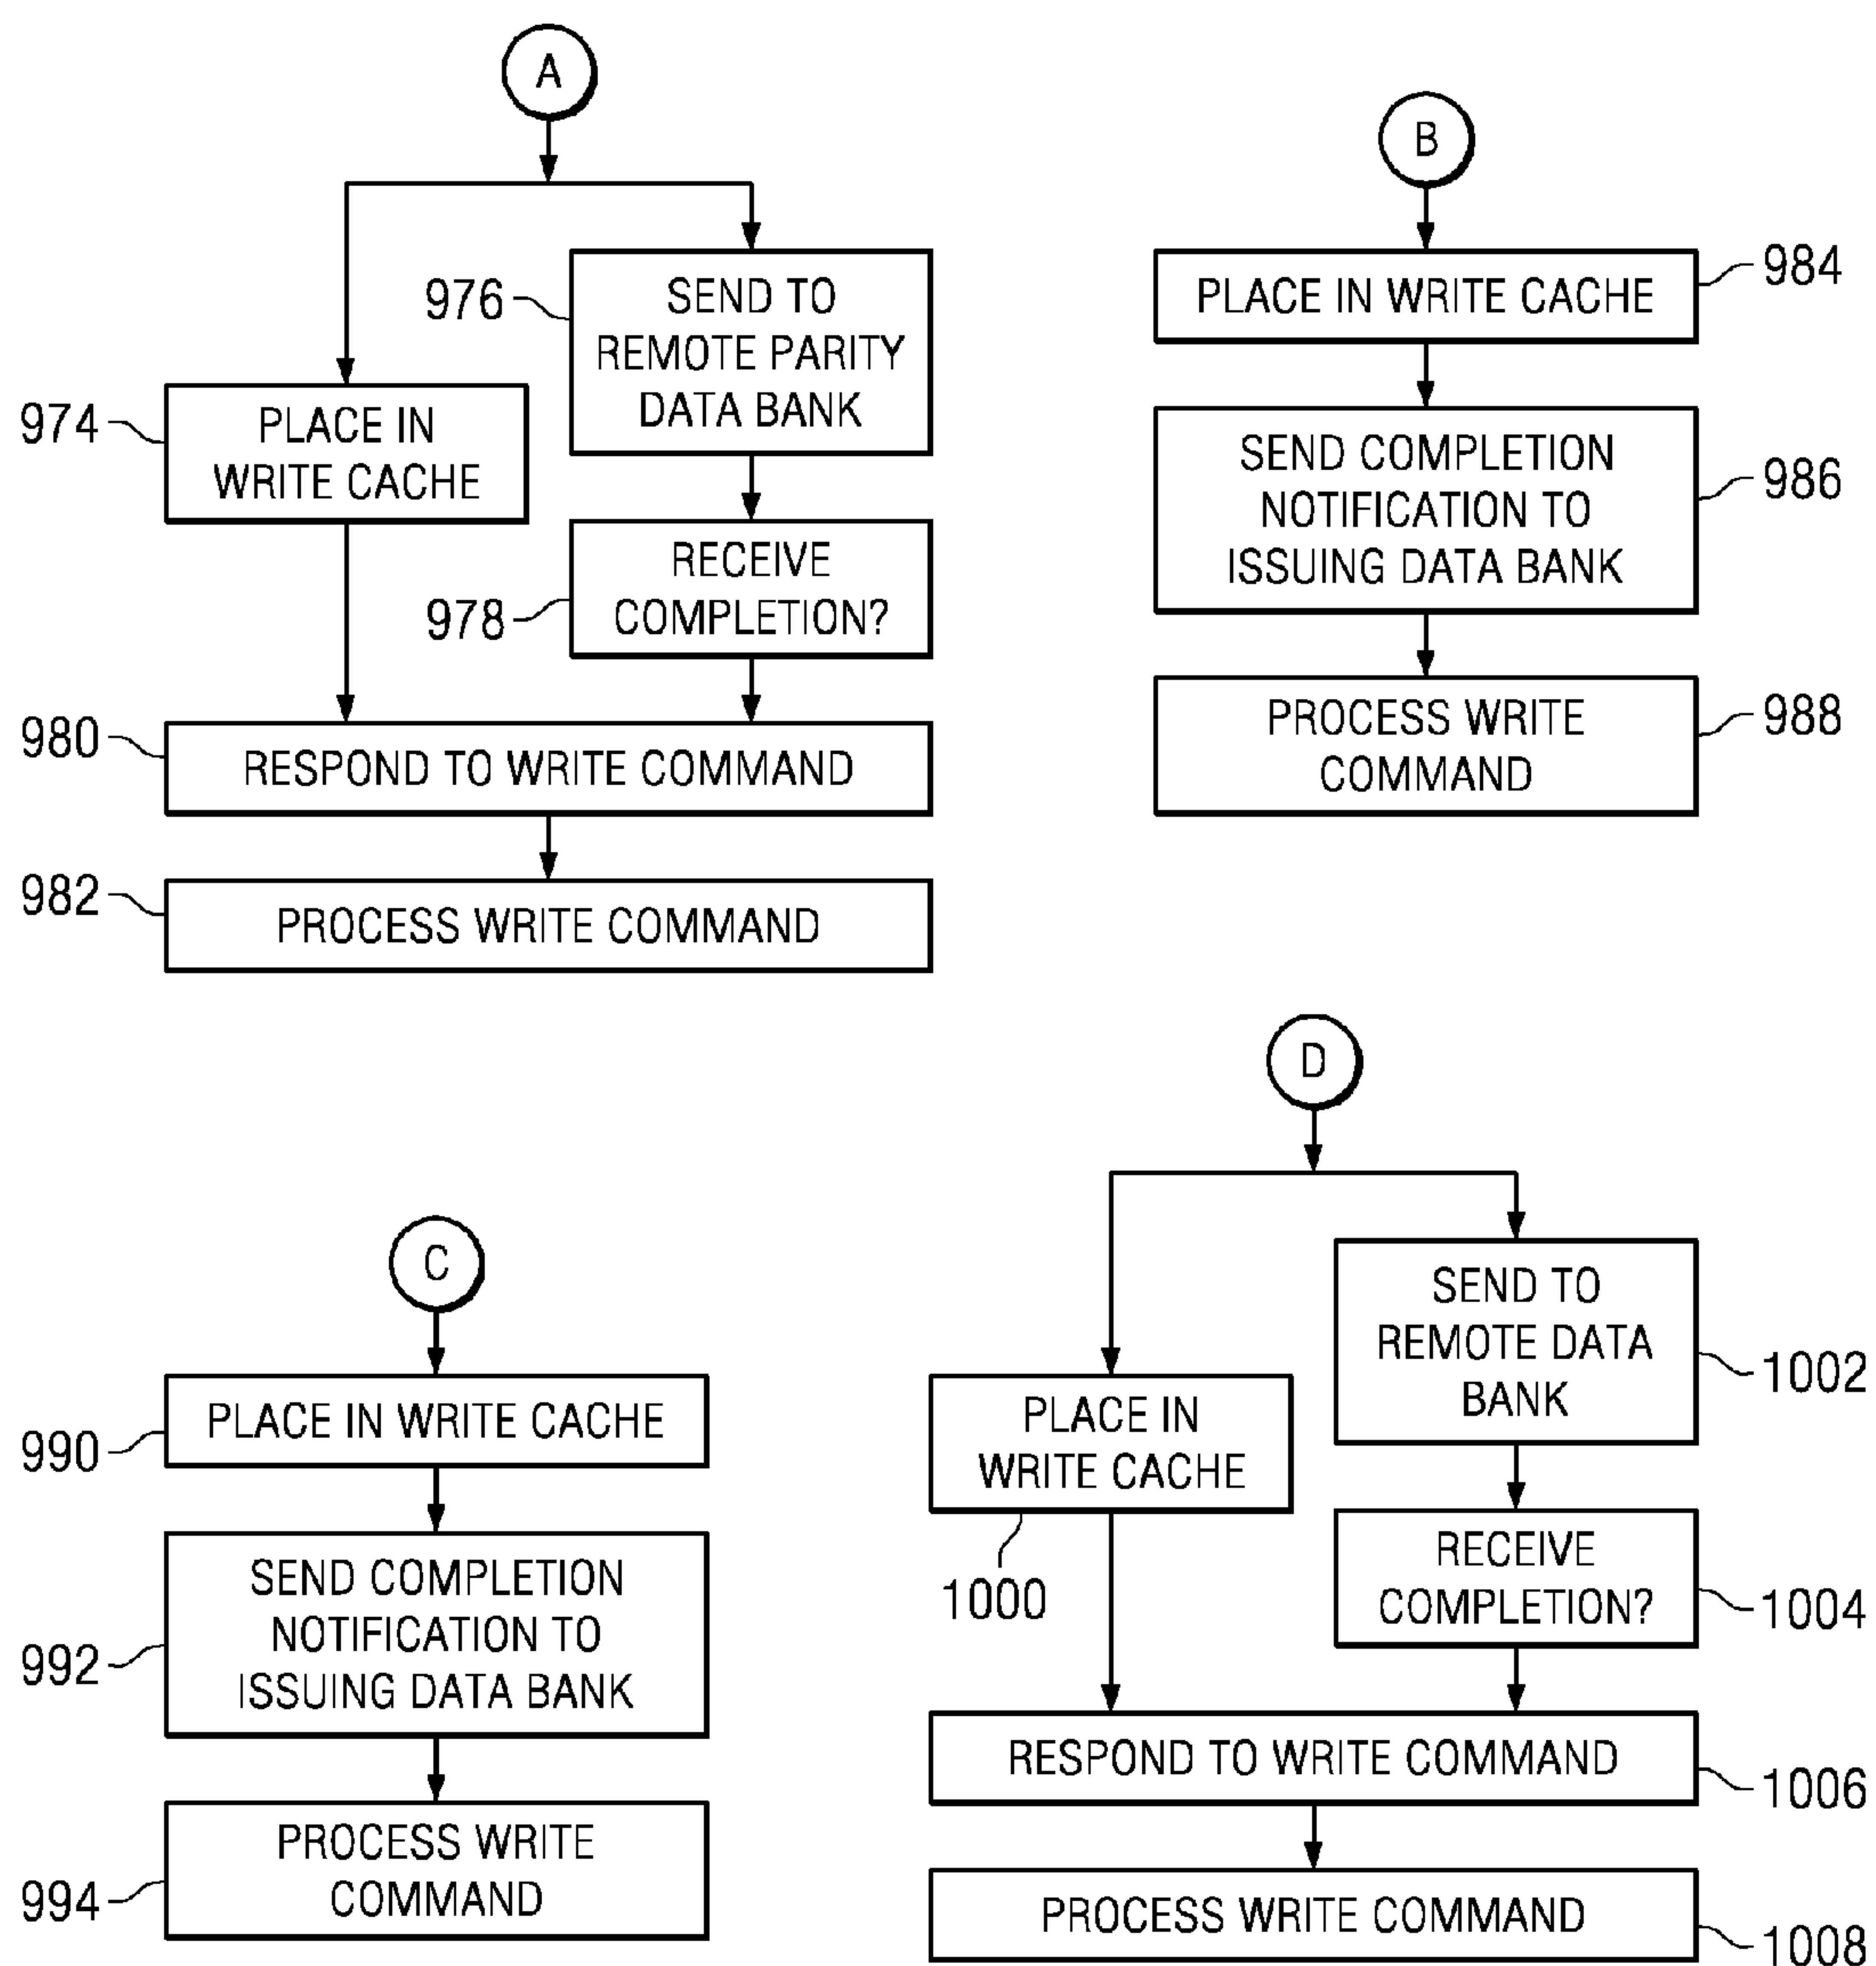 A
976
SEND TO
REMOTE PARITY
DATA BANK
974
PLACE IN
WRITE CACHE
978
RECEIVE
COMPLETION?
980
RESPOND TO WRITE COMMAND
982
PROCESS WRITE COMMAND
B
PLACE IN WRITE CACHE
984
SEND COMPLETION
NOTIFICATION TO
ISSUING DATA BANK
986
PROCESS WRITE
COMMAND
988
C
PLACE IN WRITE CACHE
990
SEND COMPLETION
NOTIFICATION TO
ISSUING DATA BANK
992
PROCESS WRITE
COMMAND
994
D
SEND TO
REMOTE DATA
BANK
1002
PLACE IN
WRITE CACHE
1000
RECEIVE
COMPLETION?
1004
RESPOND TO WRITE COMMAND
1006
PROCESS WRITE COMMAND
1008